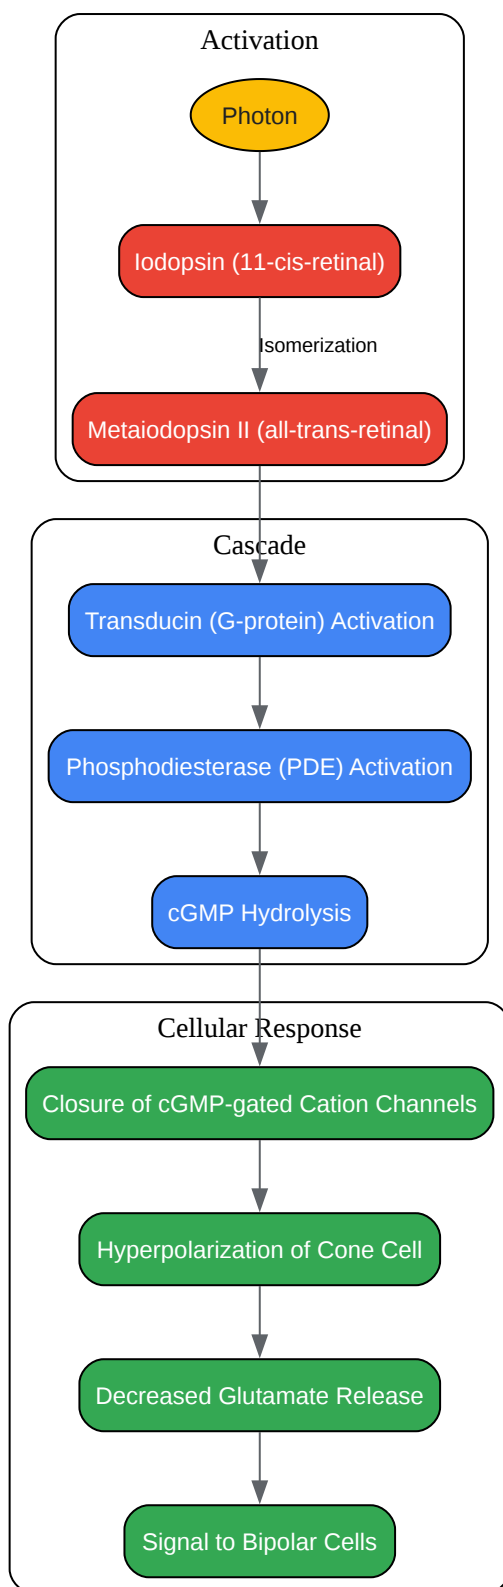 Activation
Photon
Iodopsin (11-cis-retinal)
Isomerization
Metaiodopsin II (all-trans-retinal)
Cascade
Transducin (G-protein) Activation
Phosphodiesterase (PDE) Activation
cGMP Hydrolysis
Cellular Response
Closure of cGMP-gated Cation Channels
Hyperpolarization of Cone Cell
Decreased Glutamate Release
Signal to Bipolar Cells